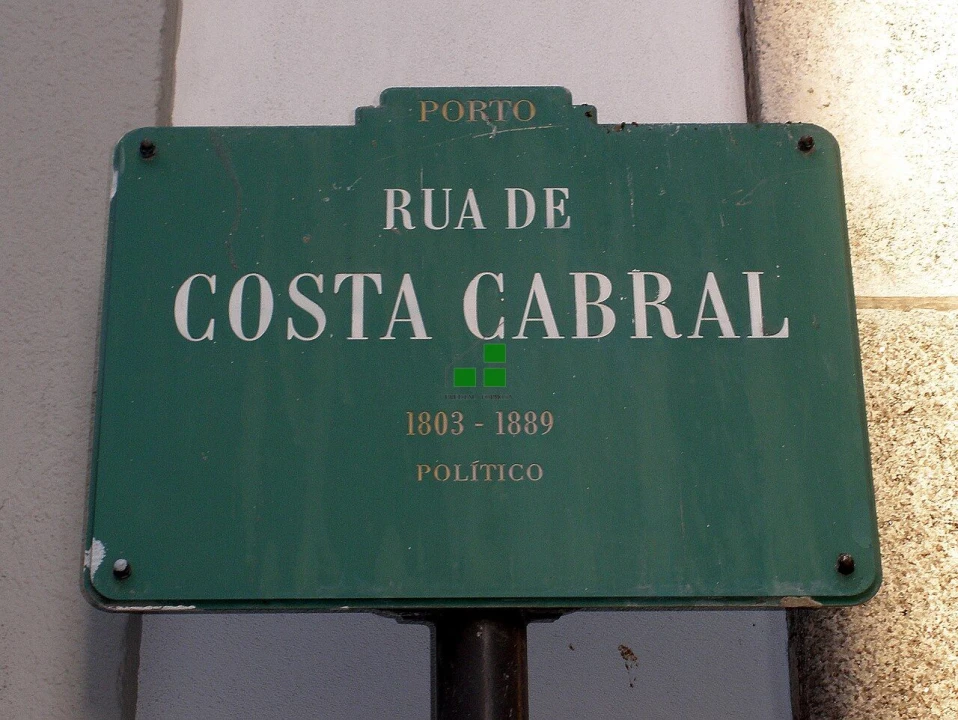 PORTO
RUA DE
COSTA CABRAL
1803 - 1889
POLÍTICO